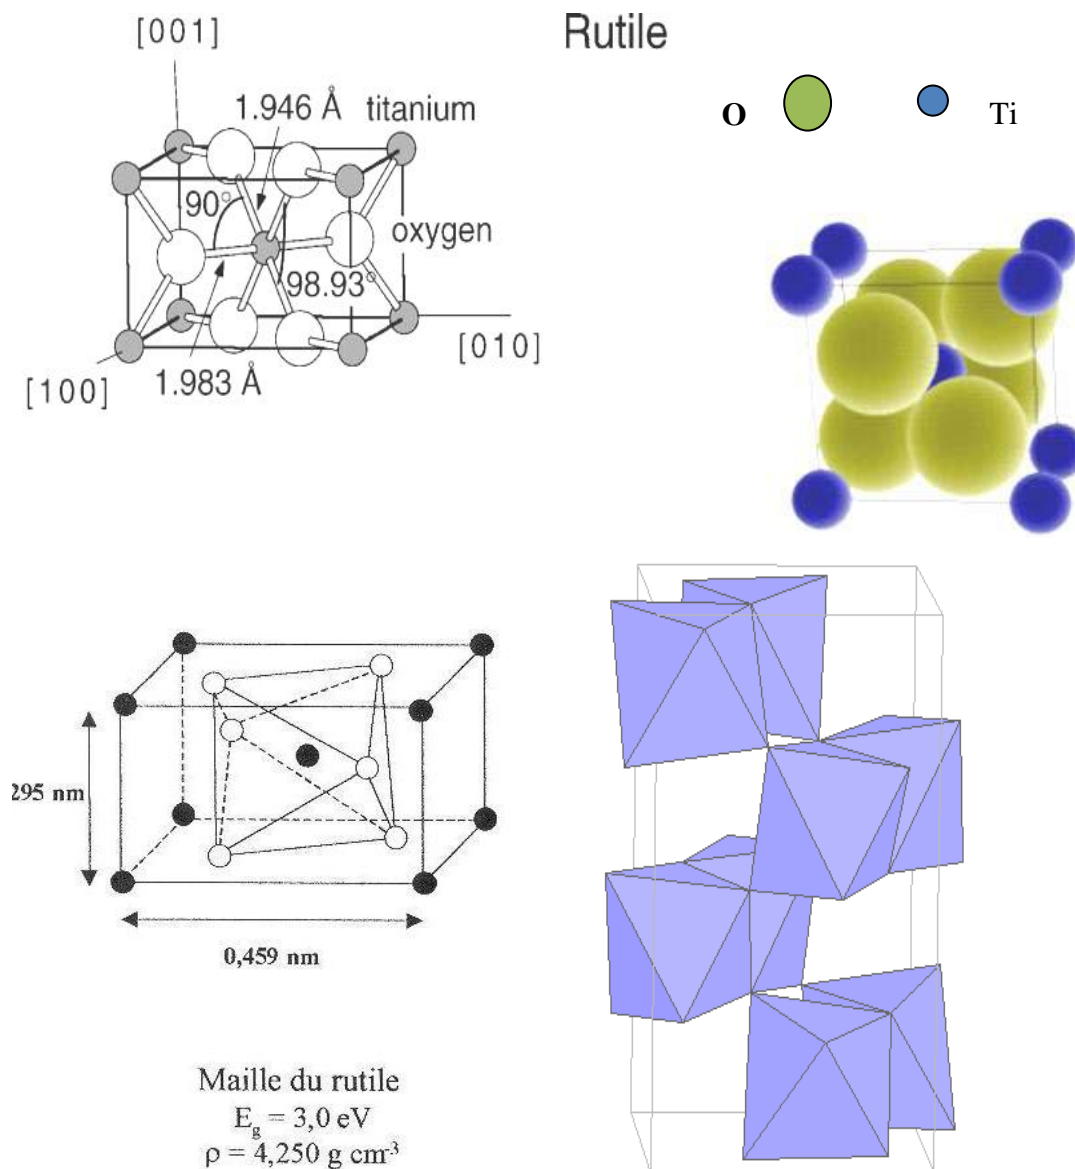 [001]
Rutile
1.946 Å titanium
O
Ti
90°
oxygen
98.93°
[010]
[100]
1.983 Å
295 nm
0,459 nm
Maille du rutile
E_g = 3,0 eV
ρ = 4,250 g cm⁻³